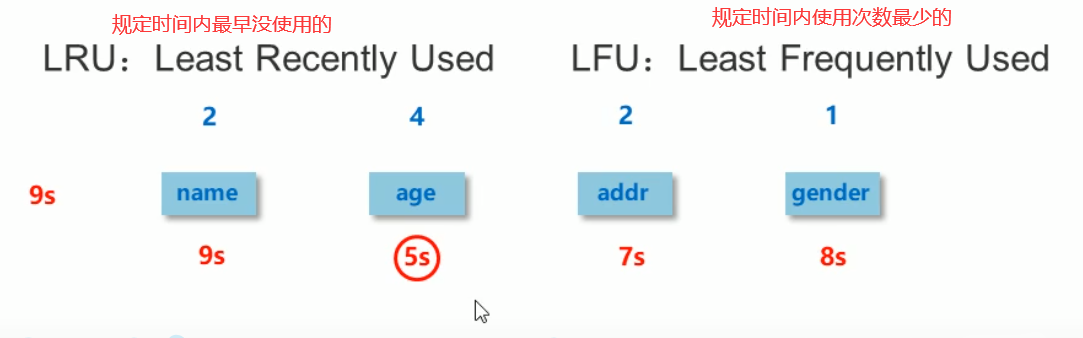 规定时间内最早没使用的
规定时间内使用次数最少的
LRU：Least Recently Used
LFU：Least Frequently Used
2 4 2 1
9s name age addr gender
9s 5s 7s 8s